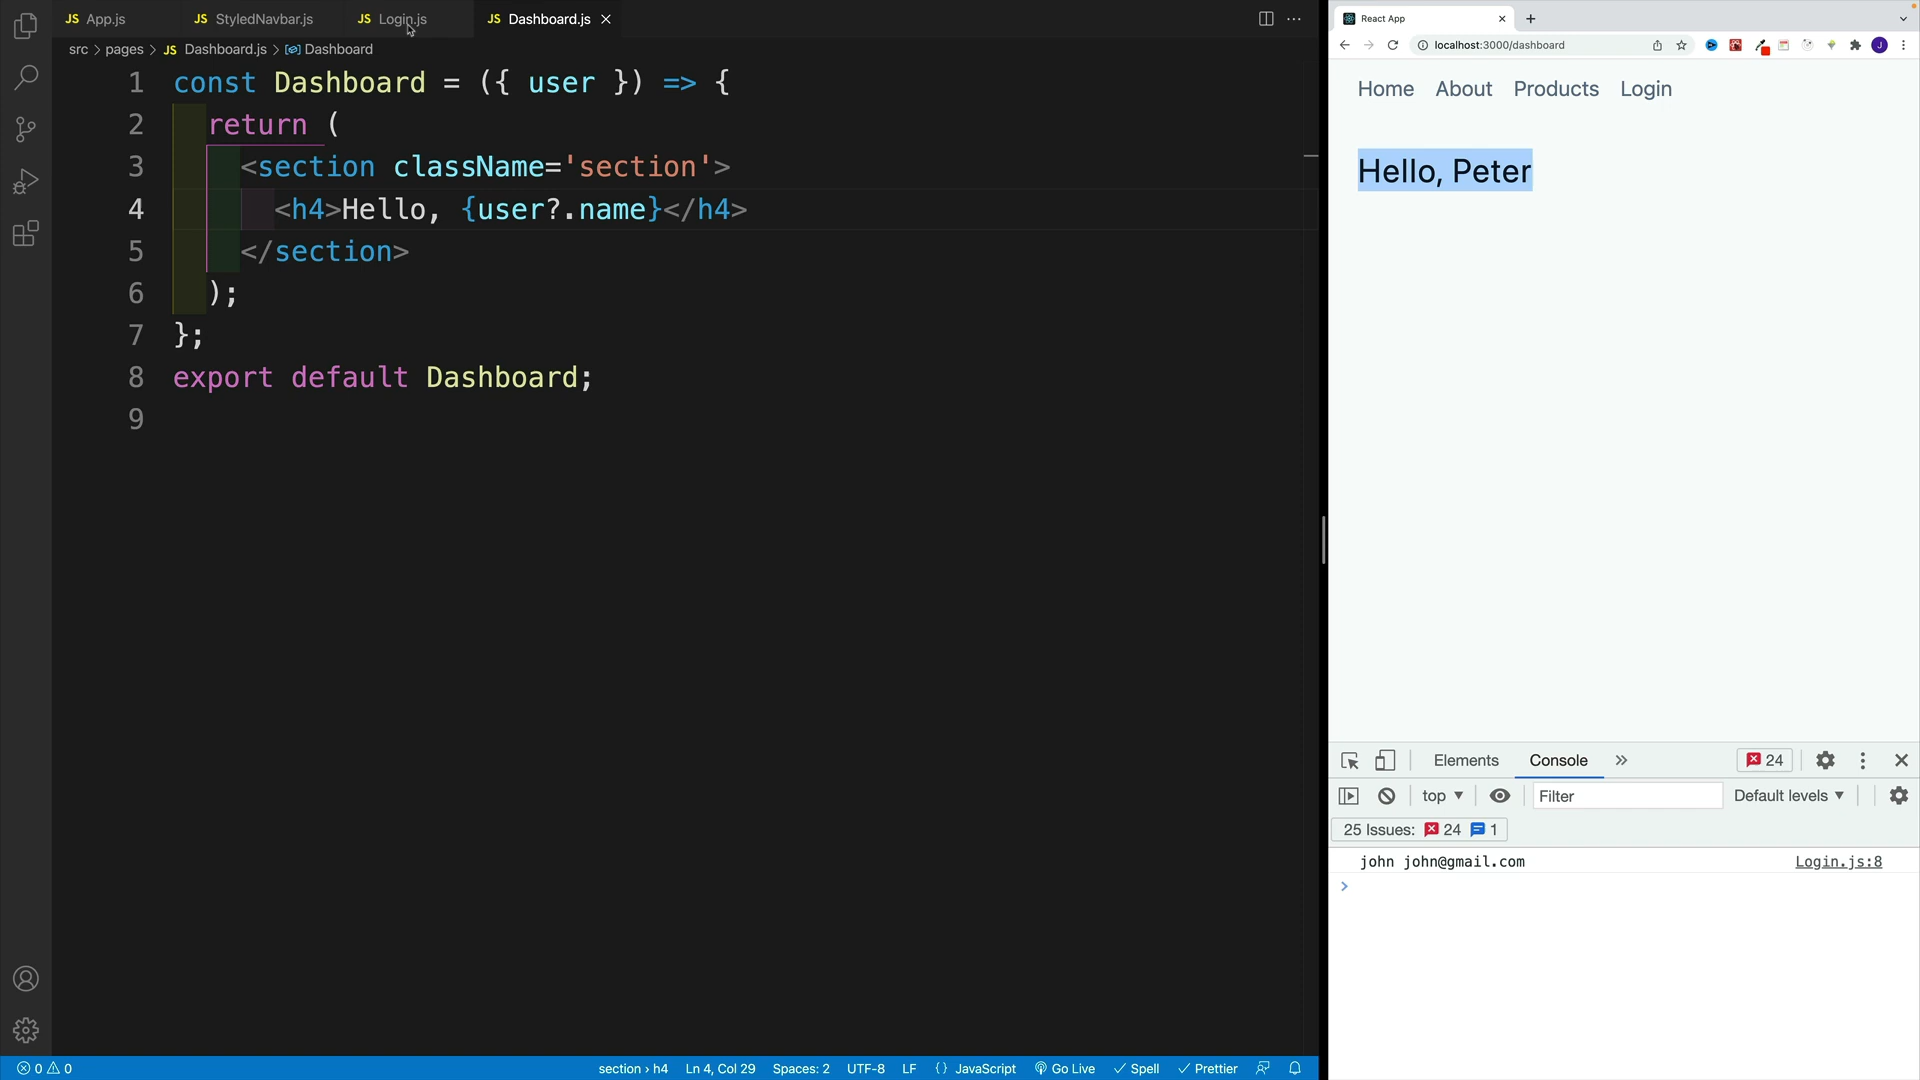 JS App.js JS StyledNavbar.js JS Login.js JS Dashboard.js
src > pages > JS Dashboard.js > Dashboard
1 const Dashboard = ({ user }) => {
2 return (
3 <section className='section'>
4 <h4>Hello, {user?.name}</h4>
5 </section>
6 );
7 };
8 export default Dashboard;
9
0 0 section › h4 Ln 4, Col 29 Spaces: 2 UTF-8 LF {} JavaScript Go Live Spell Prettier
React App
localhost:3000/dashboard J
Home About Products Login
Hello, Peter
Elements Console 24
top Filter Default levels
25 Issues: 24 1
john john@gmail.com Login.js:8